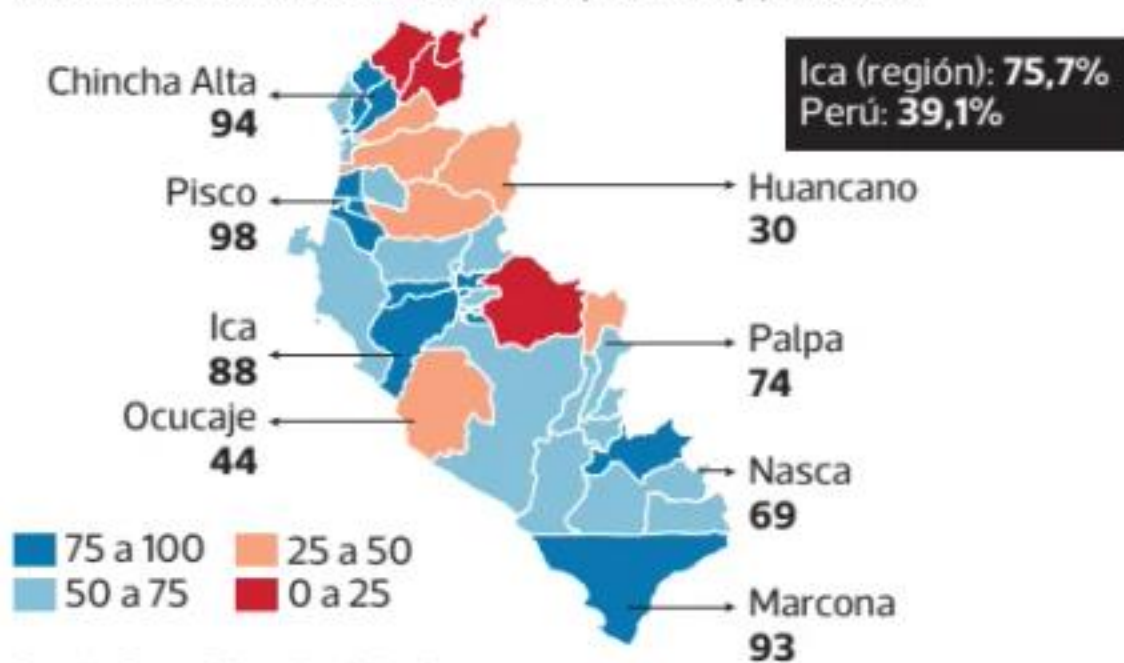 Ica (región): 75,7%
Perú: 39,1%
Chincha Alta
94
Pisco
98
Huancano
30
Ica
88
Palpa
74
Ocucaje
44
Nasca
69
75 a 100
25 a 50
50 a 75
0 a 25
Marcona
93